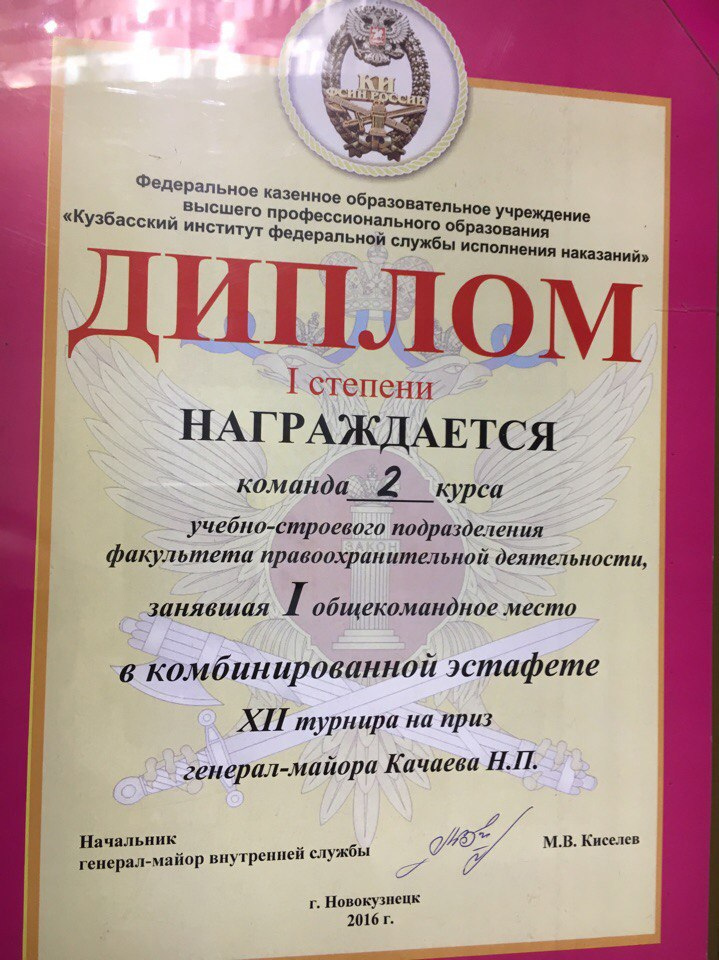 КИ
ФСИН РОССИИ
Федеральное казенное образовательное учреждение
высшего профессионального образования
«Кузбасский институт федеральной службы исполнения наказаний»
ДИПЛОМ
I степени
НАГРАЖДАЕТСЯ
команда 2 курса
учебно-строевого подразделения
факультета правоохранительной деятельности,
ЗАКОН
занявшая I общекомандное место
в комбинированной эстафете
XII турнира на приз
генерал-майора Качаева Н.П.
Начальник
генерал-майор внутренней службы
М.В. Киселев
г. Новокузнецк
2016 г.